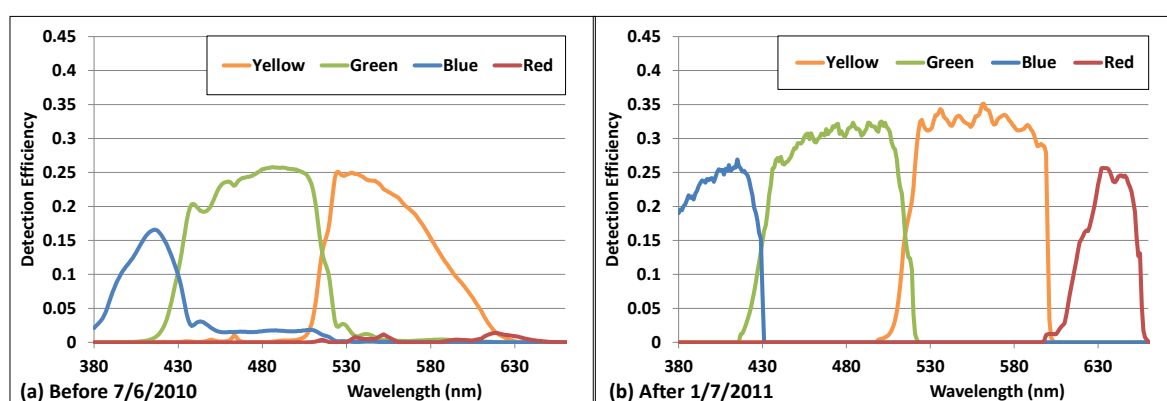 0.45
0.4
0.35
0.3
0.25
0.2
0.15
0.1
0.05
0
Detection Efficiency
Yellow Green Blue Red
380 430 480 530 580 630
(a) Before 7/6/2010
Wavelength (nm)
0.45
0.4
0.35
0.3
0.25
0.2
0.15
0.1
0.05
0
Detection Efficiency
Yellow Green Blue Red
380 430 480 530 580 630
(b) After 1/7/2011
Wavelength (nm)